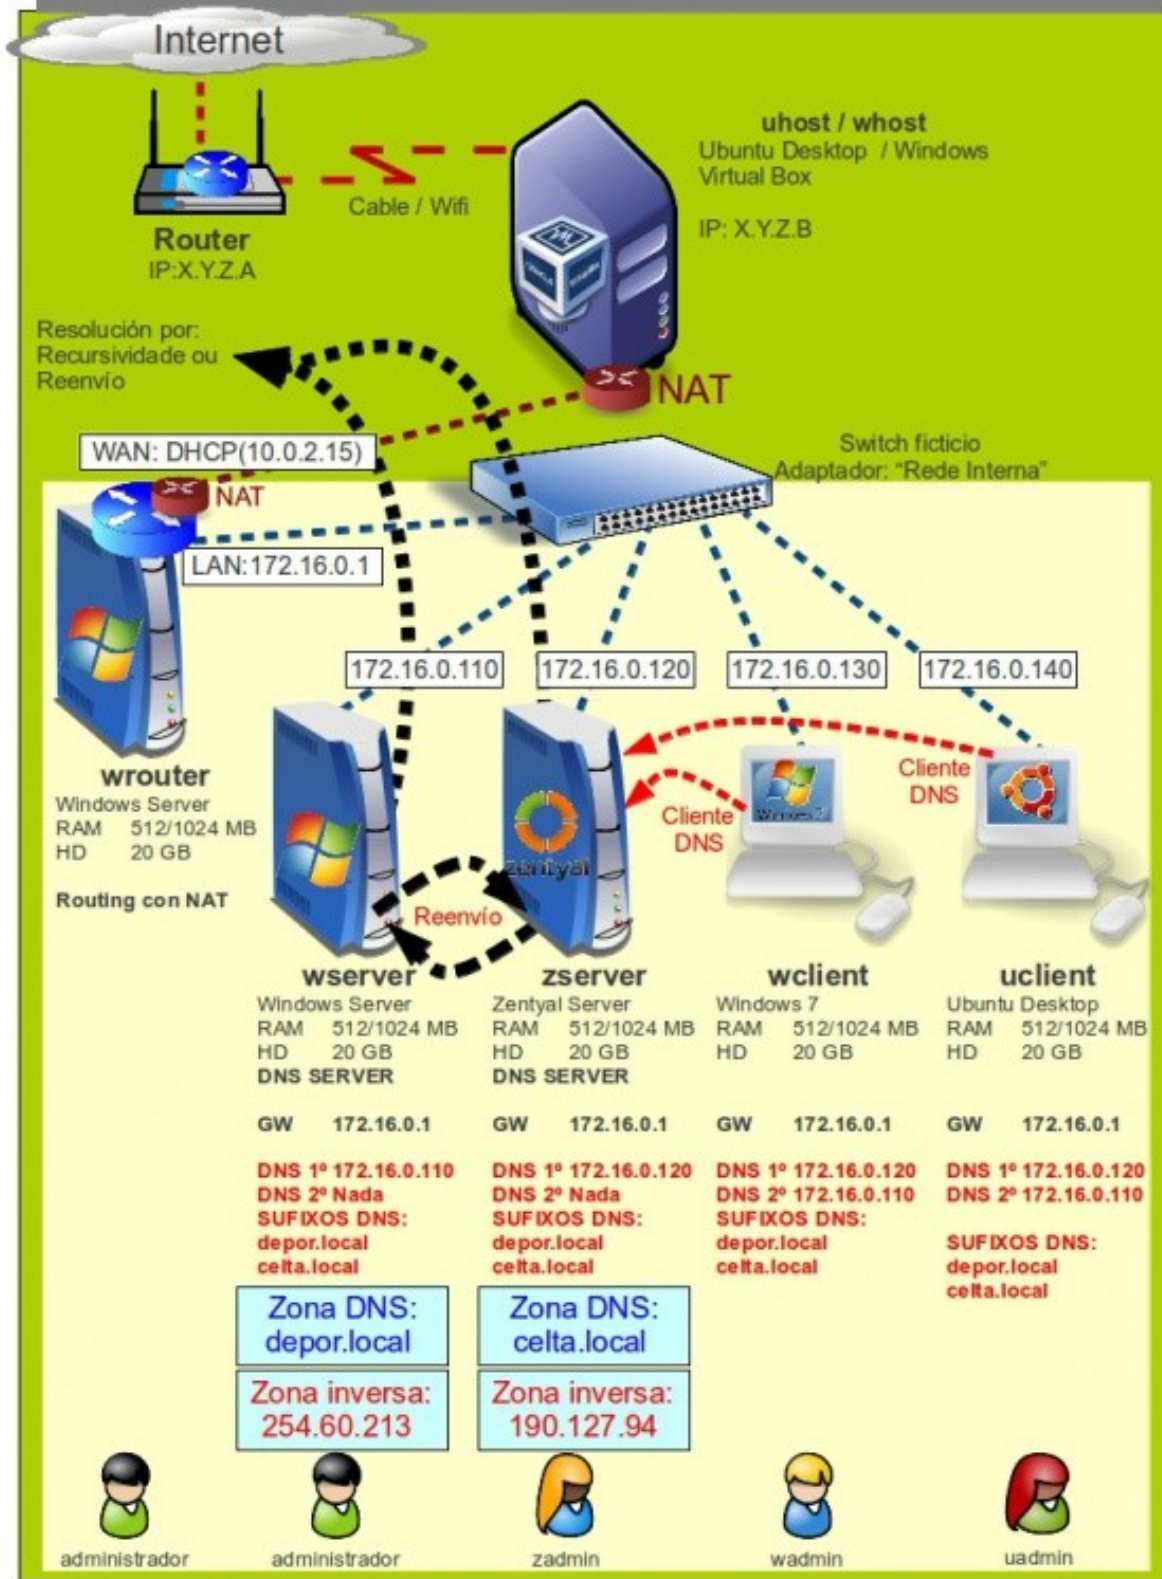 Internet
uhost / whost
Ubuntu Desktop / Windows
Virtual Box
IP: X.Y.Z.B
Cable / Wifi
Router
IP:X.Y.Z.A
Resolución por:
Recursividade ou
Reenvío
NAT
WAN: DHCP(10.0.2.15)
Switch ficticio
Adaptador: "Rede Interna"
NAT
LAN:172.16.0.1
172.16.0.110
172.16.0.120
172.16.0.130
172.16.0.140
wrouter
Windows Server
RAM 512/1024 MB
HD 20 GB
Routing con NAT
Cliente
DNS
Cliente
DNS
Windows 7
zentyal
Reenvío
wserver
Windows Server
RAM 512/1024 MB
HD 20 GB
DNS SERVER
GW 172.16.0.1
DNS 1º 172.16.0.110
DNS 2º Nada
SUFIXOS DNS:
depor.local
celta.local
Zona DNS:
depor.local
Zona inversa:
254.60.213
zserver
Zentyal Server
RAM 512/1024 MB
HD 20 GB
DNS SERVER
GW 172.16.0.1
DNS 1º 172.16.0.120
DNS 2º Nada
SUFIXOS DNS:
depor.local
celta.local
Zona DNS:
celta.local
Zona inversa:
190.127.94
wclient
Windows 7
RAM 512/1024 MB
HD 20 GB
GW 172.16.0.1
DNS 1º 172.16.0.120
DNS 2º 172.16.0.110
SUFIXOS DNS:
depor.local
celta.local
uclient
Ubuntu Desktop
RAM 512/1024 MB
HD 20 GB
GW 172.16.0.1
DNS 1º 172.16.0.120
DNS 2º 172.16.0.110
SUFIXOS DNS:
depor.local
celta.local
administrador
administrador
zadmin
wadmin
uadmin